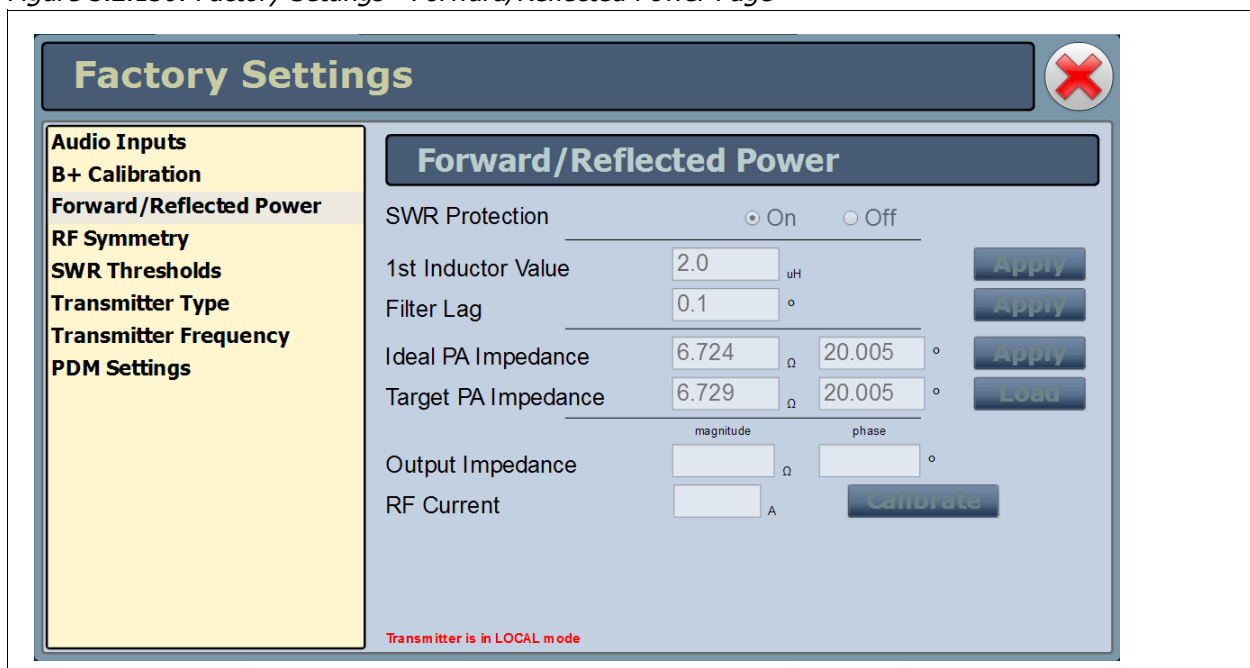 Factory Settings
Audio Inputs
B+ Calibration
Forward/Reflected Power
RF Symmetry
SWR Thresholds
Transmitter Type
Transmitter Frequency
PDM Settings
Forward/Reflected Power
SWR Protection On Off
1st Inductor Value 2.0 uH Apply
Filter Lag 0.1 ° Apply
Ideal PA Impedance 6.724 Ω 20.005 ° Apply
Target PA Impedance 6.729 Ω 20.005 ° Load
magnitude phase
Output Impedance Ω °
RF Current A Calibrate
Transmitter is in LOCAL mode